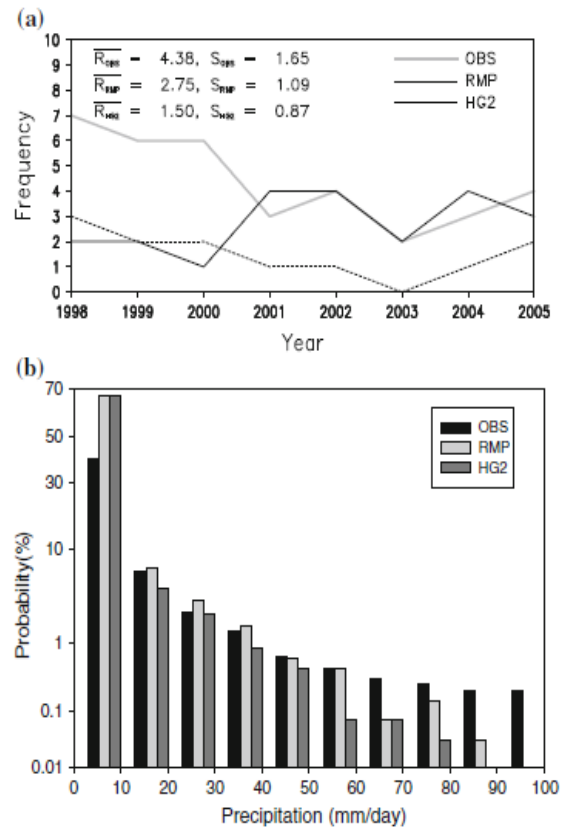 (a)
10
9
8
7
6
5
4
3
2
1
0
Frequency
R̅OBS = 4.38, SOBS = 1.65
R̅RMP = 2.75, SRMP = 1.09
R̅HG2 = 1.50, SHG2 = 0.87
OBS
RMP
HG2
1998 1999 2000 2001 2002 2003 2004 2005
Year
(b)
70
50
30
10
1
0.1
0.01
Probability(%)
OBS
RMP
HG2
0 10 20 30 40 50 60 70 80 90 100
Precipitation (mm/day)